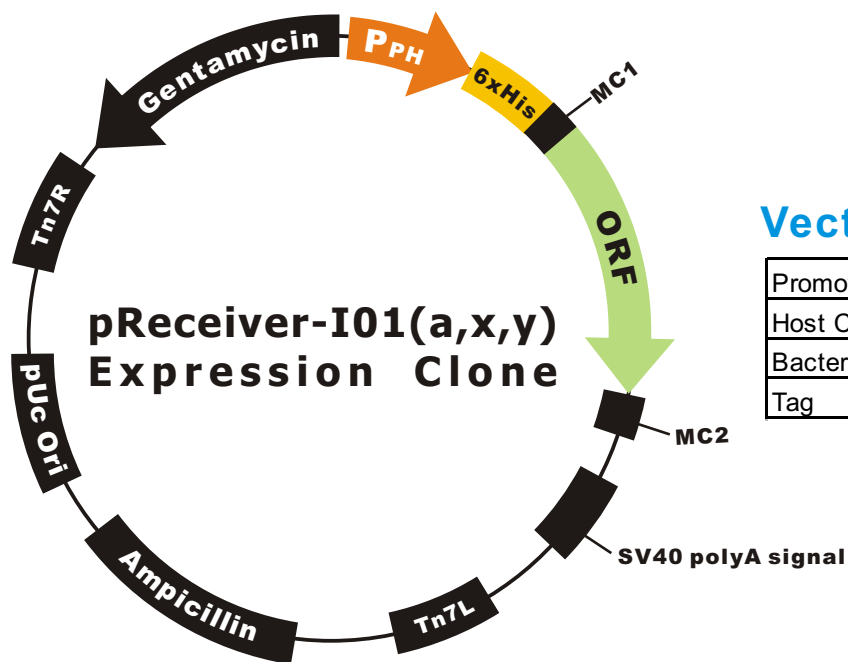 Gentamycin
PPH
6xHis
MC1
ORF
Tn7R
pReceiver-I01(a,x,y)
Expression Clone
pUc Ori
MC2
SV40 polyA signal
Tn7L
Ampicillin
Vect
Promo
Host C
Bacter
Tag